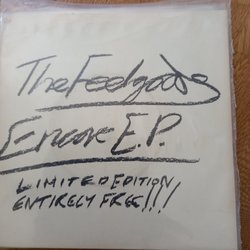 The Feelgoods
Encore E.P.
LIMITED EDITION
ENTIRELY FREE!!!